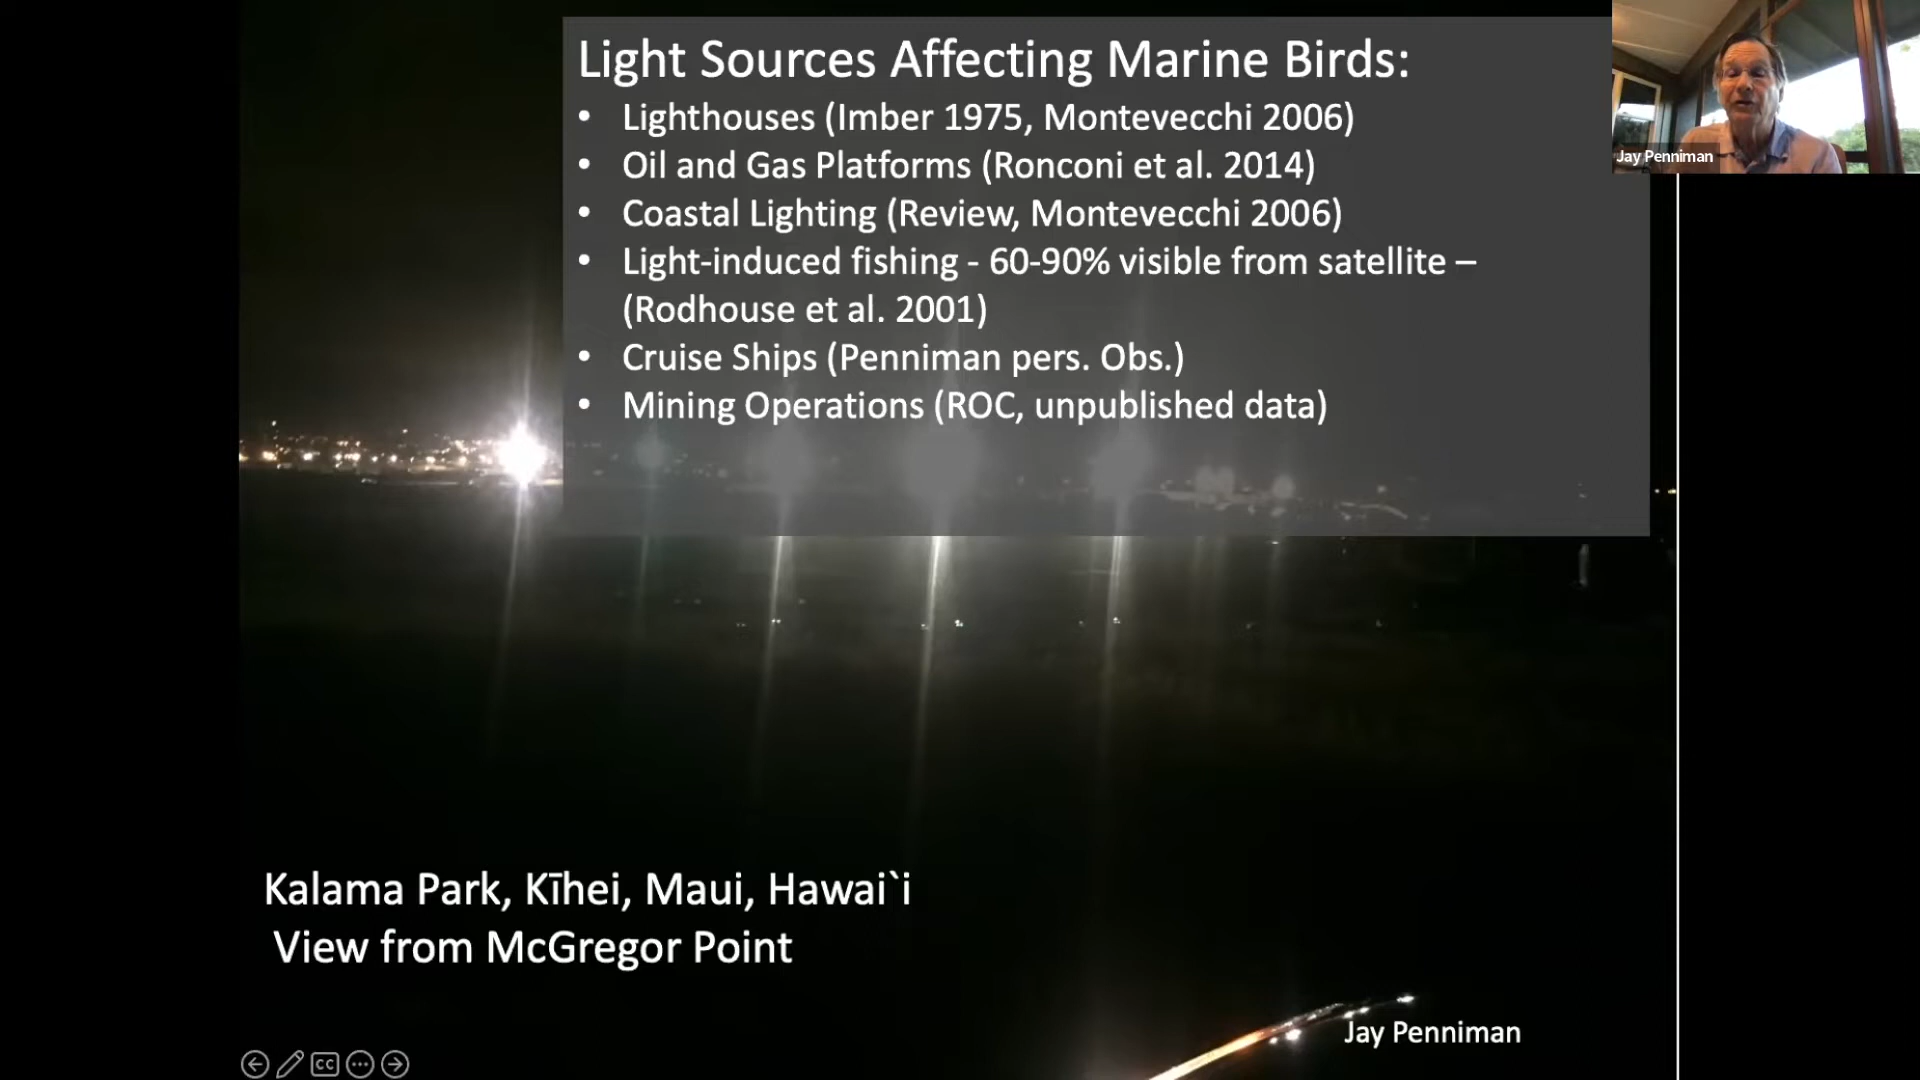 Light Sources Affecting Marine Birds:
• Lighthouses (Imber 1975, Montevecchi 2006)
• Oil and Gas Platforms (Ronconi et al. 2014)
• Coastal Lighting (Review, Montevecchi 2006)
• Light-induced fishing - 60-90% visible from satellite –
(Rodhouse et al. 2001)
• Cruise Ships (Penniman pers. Obs.)
• Mining Operations (ROC, unpublished data)
Jay Penniman
Kalama Park, Kīhei, Maui, Hawai`i
View from McGregor Point
Jay Penniman
CC